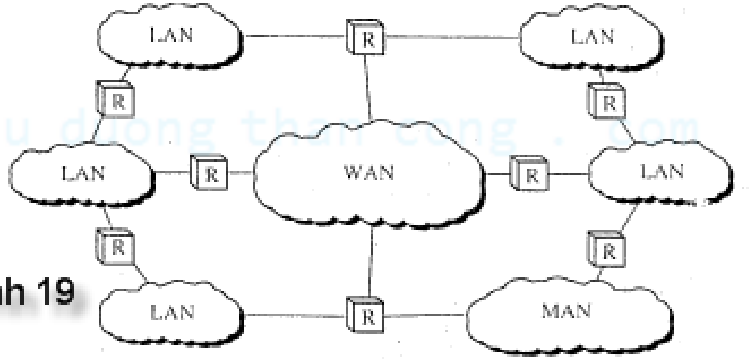 LAN R LAN
R R
u duong than cong . com
LAN R WAN R LAN
R R
nh 19
LAN R MAN